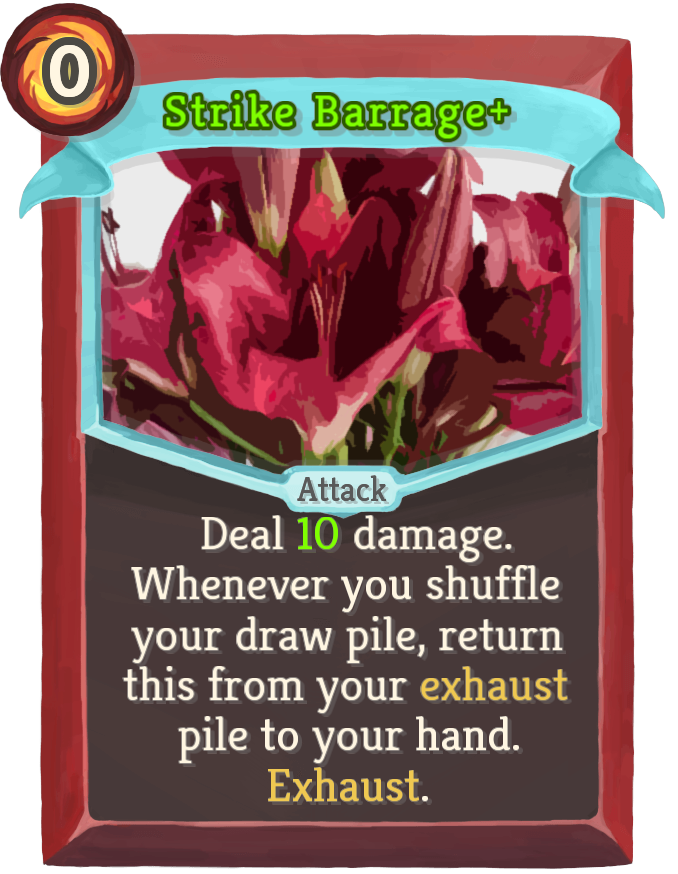 0
Strike Barrage+
Attack
Deal 10 damage.
Whenever you shuffle
your draw pile, return
this from your exhaust
pile to your hand.
Exhaust.